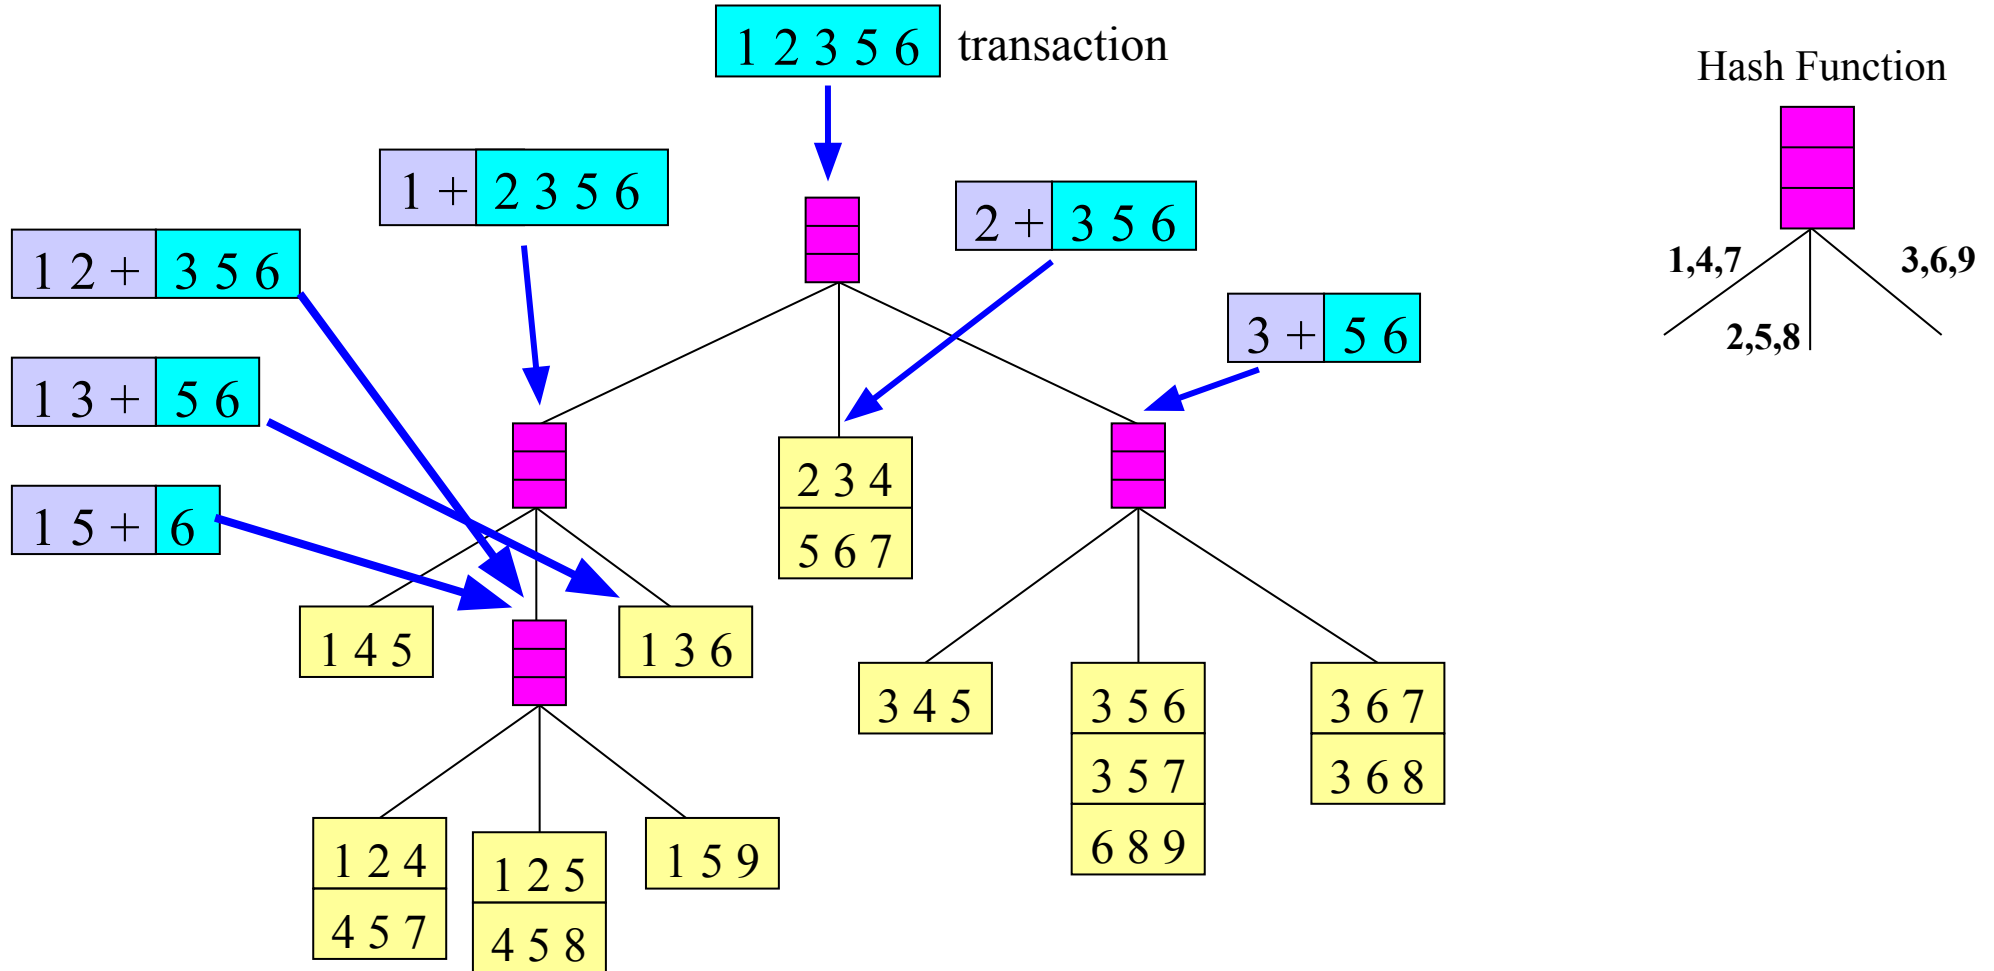 1 2 3 5 6 transaction
Hash Function
1 + 2 3 5 6
2 + 3 5 6
1 2 + 3 5 6
1,4,7
3,6,9
2,5,8
3 + 5 6
1 3 + 5 6
1 5 + 6
2 3 4
5 6 7
1 4 5
1 3 6
3 4 5
3 5 6
3 5 7
6 8 9
3 6 7
3 6 8
1 2 4
4 5 7
1 2 5
4 5 8
1 5 9